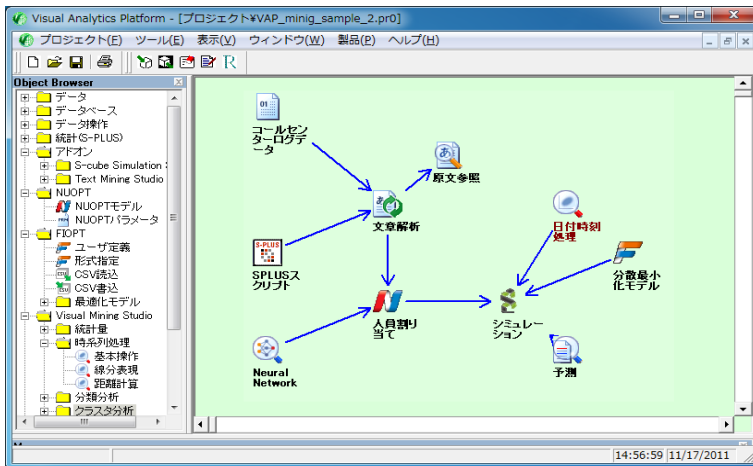 Visual Analytics Platform - [プロジェクト¥VAP_minig_sample_2.pr0]
プロジェクト(F) ツール(E) 表示(V) ウィンドウ(W) 製品(P) ヘルプ(H)
R
Object Browser
データ
データベース
データ操作
統計(S-PLUS)
アドオン
S-cube Simulation
Text Mining Studio
NUOPT
NUOPTモデル
NUOPTパラメータ
FIOPT
ユーザ定義
形式指定
CSV読込
CSV書込
最適化モデル
Visual Mining Studio
統計量
時系列処理
基本操作
線分表現
距離計算
分類分析
クラスタ分析
01
コールセン
ターログデ
ータ
あ
原文参照
文章解析
日付時刻
処理
S-PLUS
SPLUSス
クリプト
分散最小
化モデル
人員割り
当て
シミュレー
ション
Neural
Network
予測
14:56:59 11/17/2011